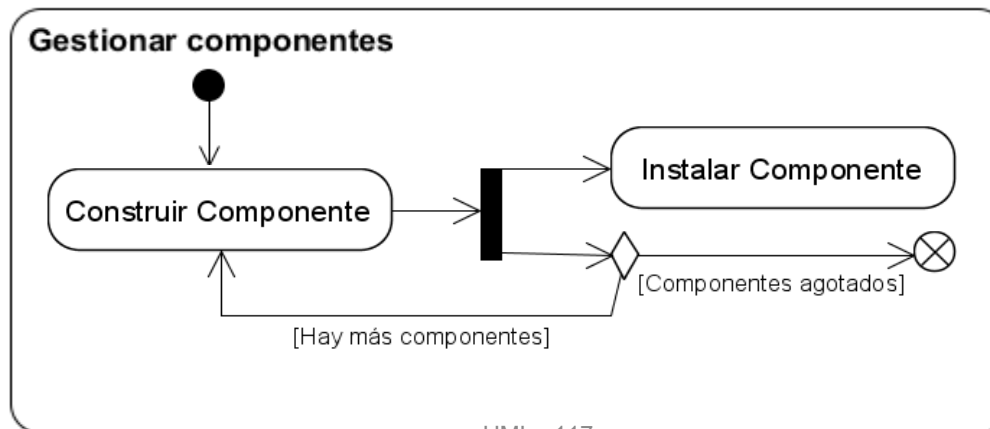 Gestionar componentes
Instalar Componente
Construir Componente
[Componentes agotados]
[Hay más componentes]